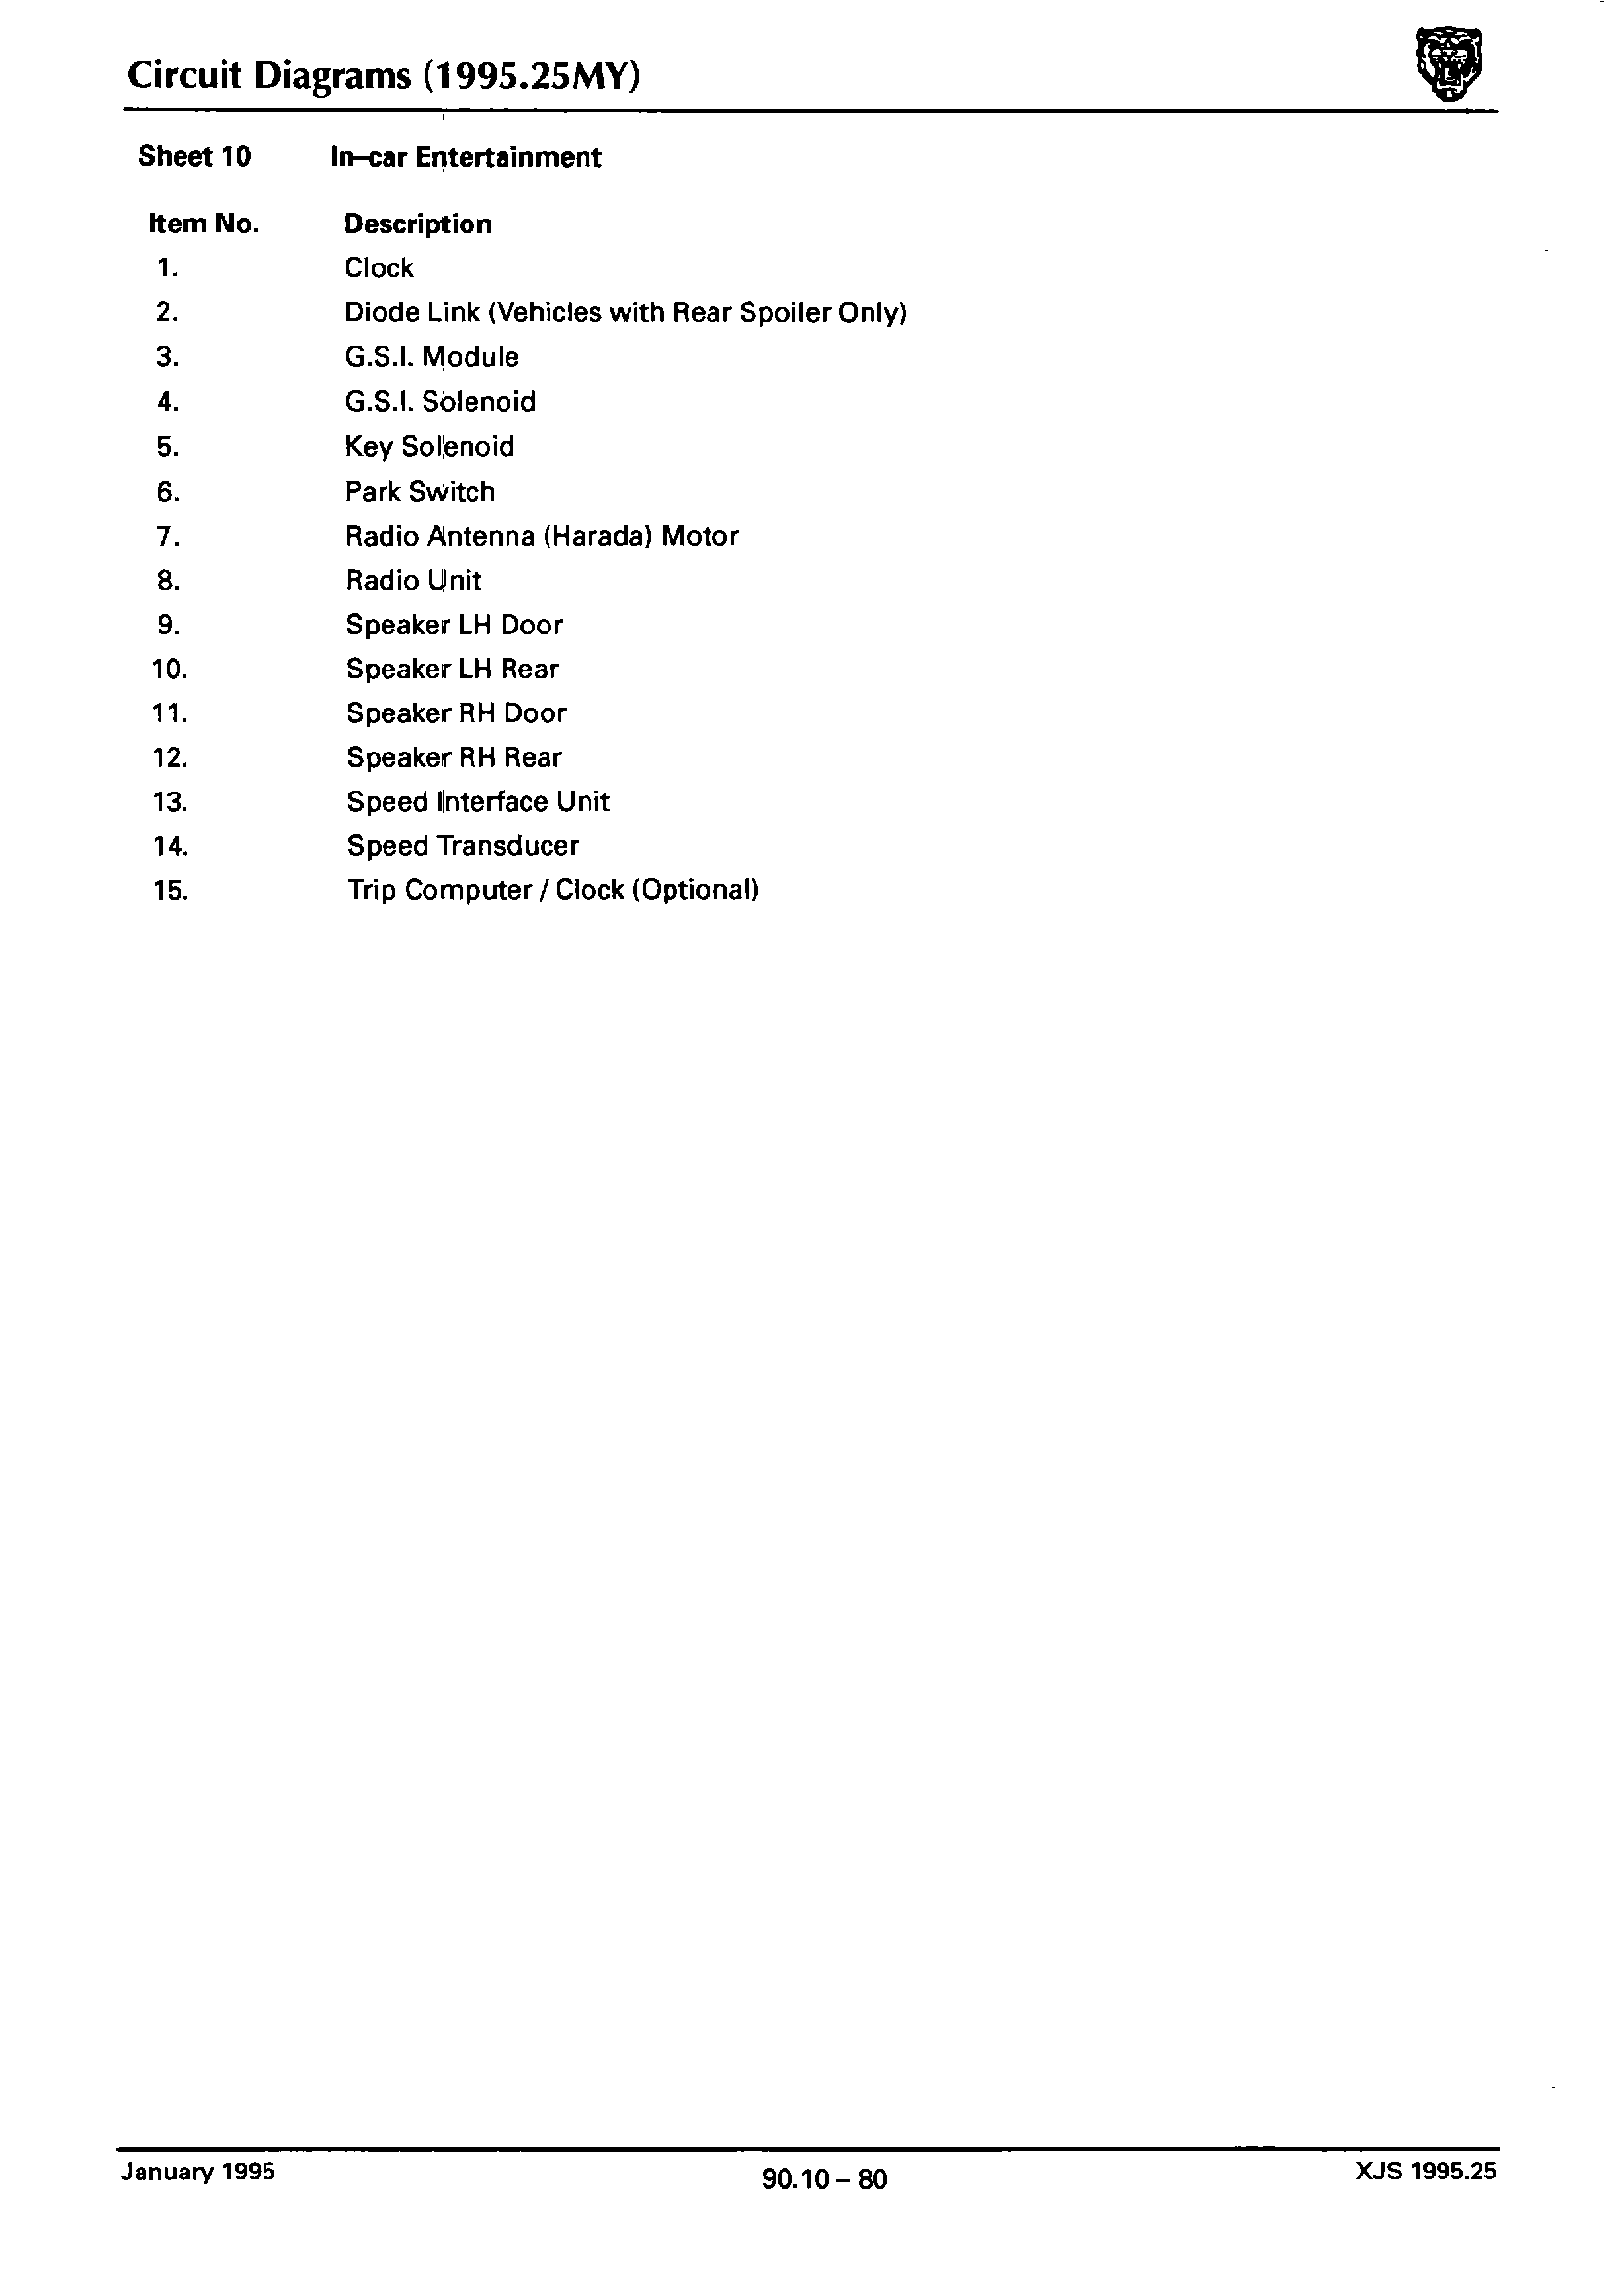 Circuit Diagrams (1995.25MY)
Sheet 10 In-car Entertainment
Item No. Description
1. Clock
2. Diode Link (Vehicles with Rear Spoiler Only)
3. G.S.I. Module
4. G.S.I. Solenoid
5. Key Solenoid
6. Park Switch
7. Radio Antenna (Harada) Motor
8. Radio Unit
9. Speaker LH Door
10. Speaker LH Rear
11. Speaker RH Door
12. Speaker RH Rear
13. Speed Interface Unit
14. Speed Transducer
15. Trip Computer / Clock (Optional)
January 1995 90.10 – 80 XJS 1995.25